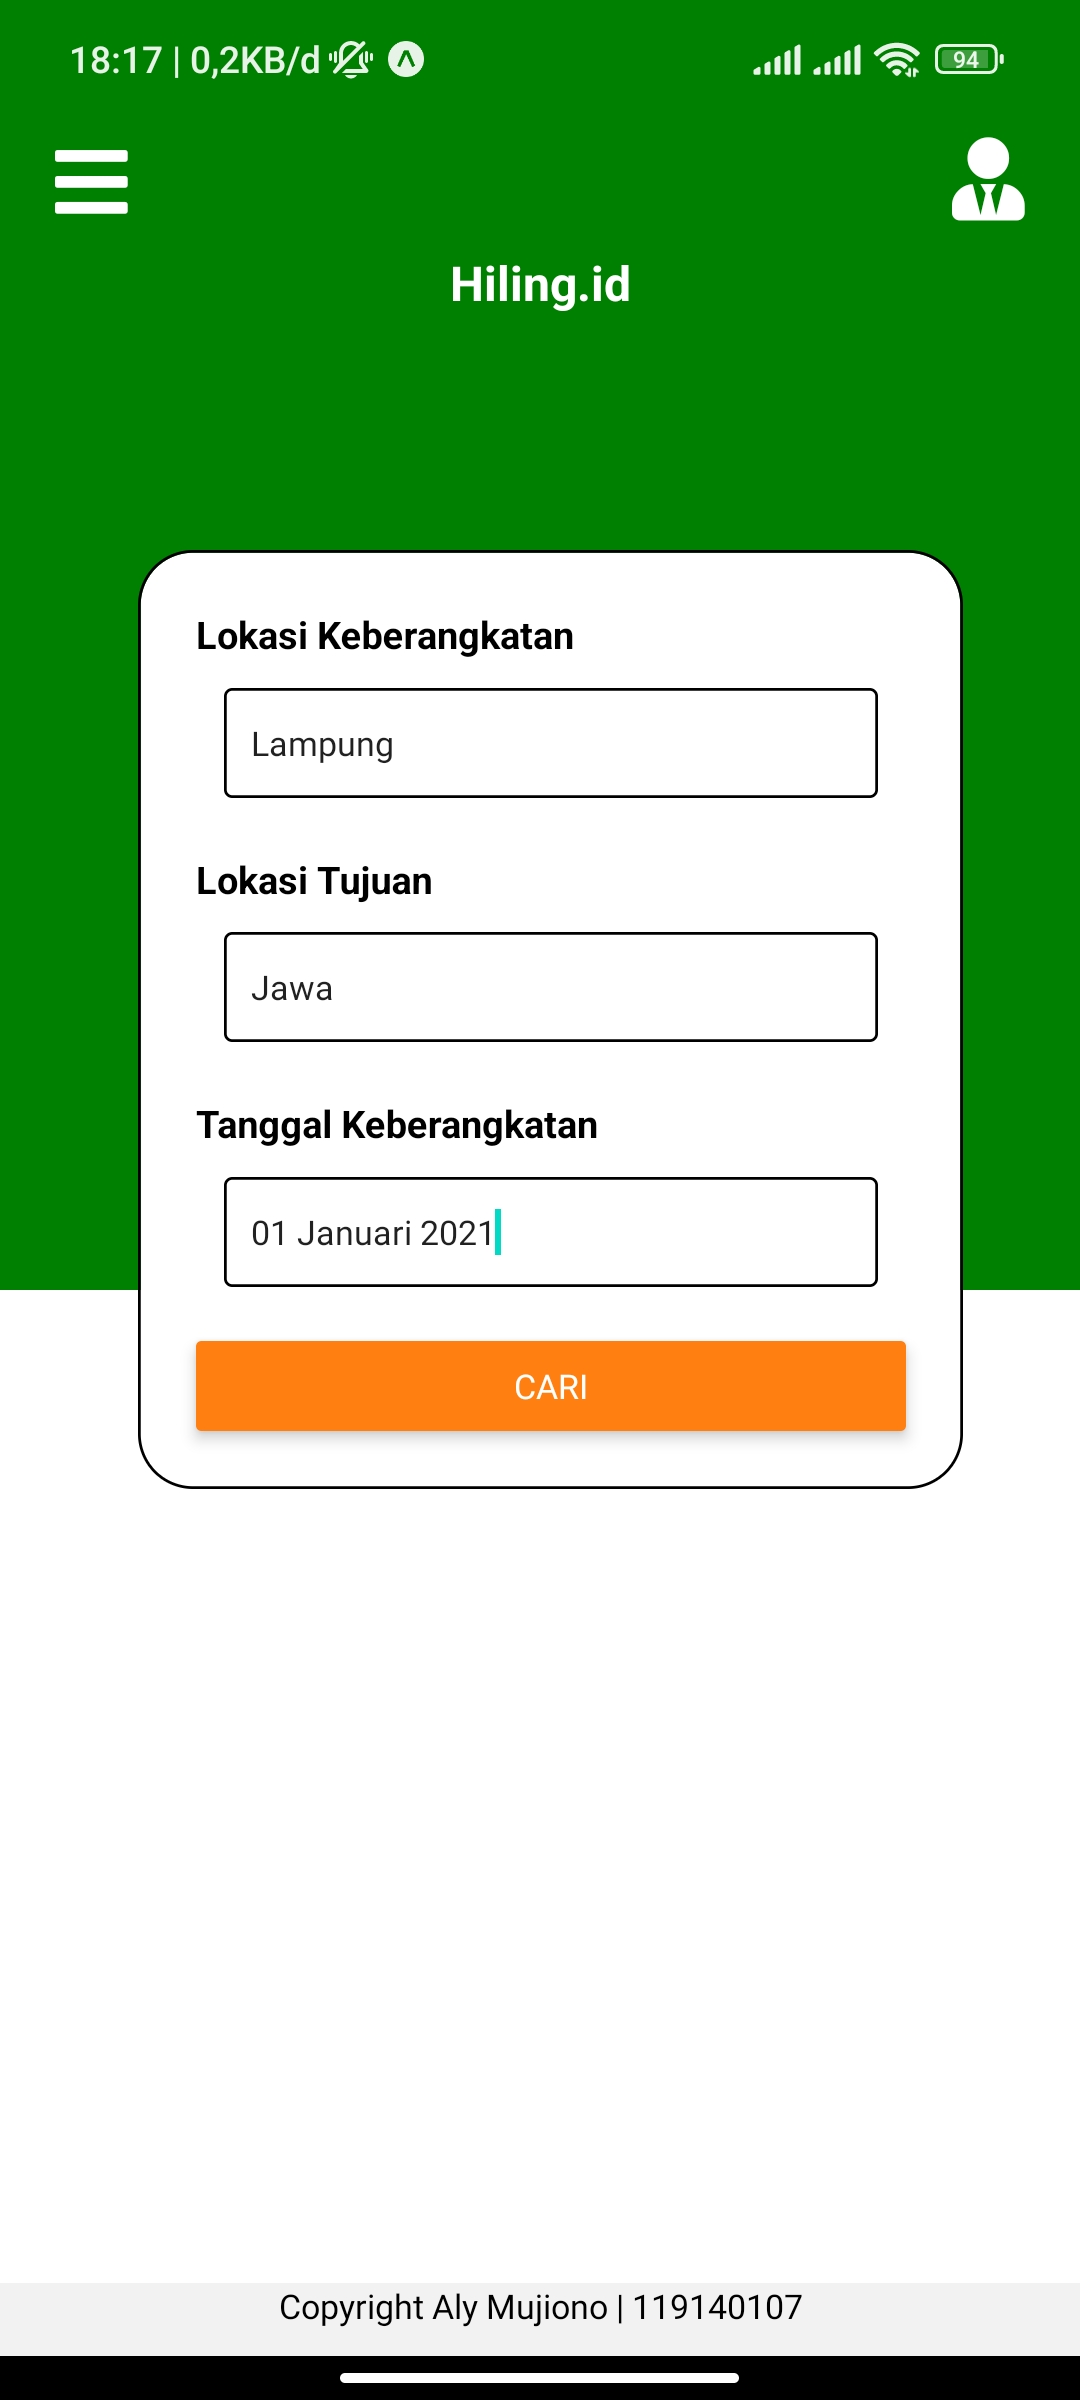 18:17 | 0,2KB/d
94
Hiling.id
Lokasi Keberangkatan
Lampung
Lokasi Tujuan
Jawa
Tanggal Keberangkatan
01 Januari 2021
CARI
Copyright Aly Mujiono | 119140107